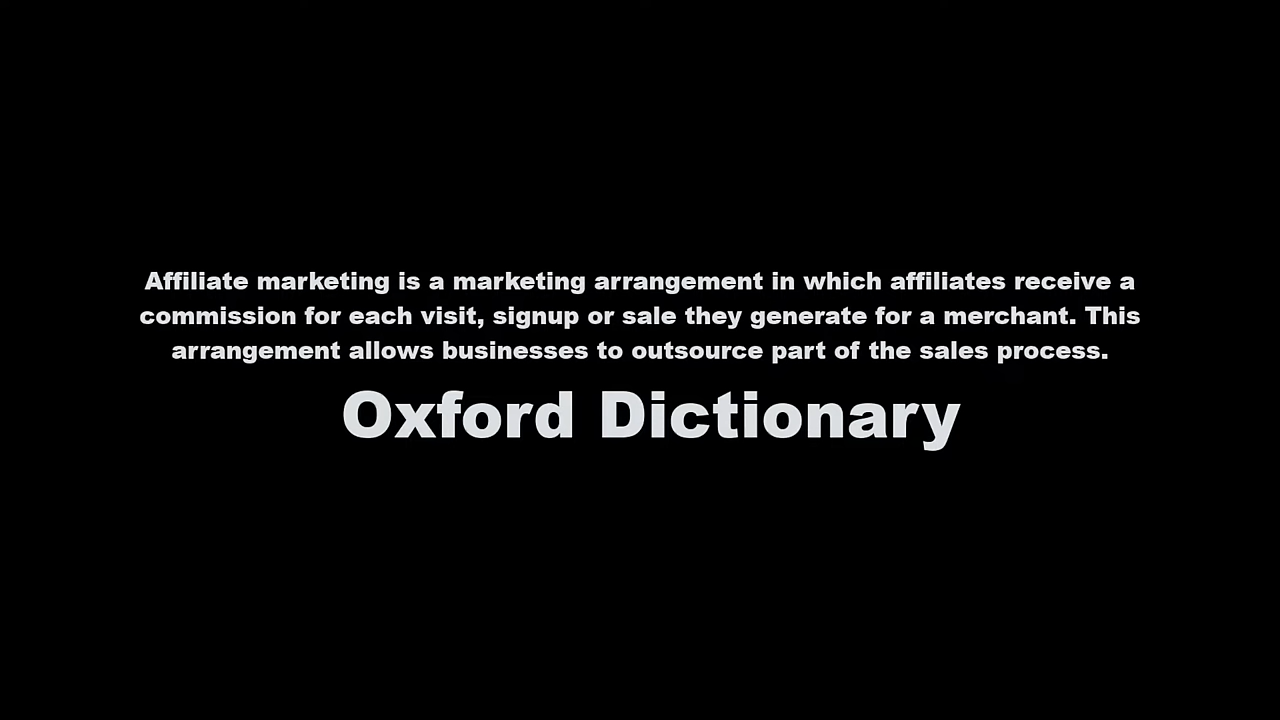 Affiliate marketing is a marketing arrangement in which affiliates receive a
commission for each visit, signup or sale they generate for a merchant. This
arrangement allows businesses to outsource part of the sales process.
Oxford Dictionary